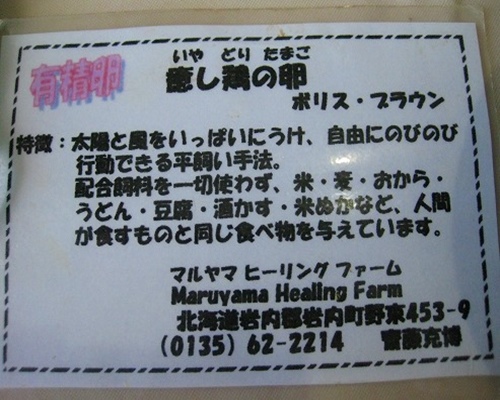 有精卵
いや どり たまご
癒し鶏の卵
ボリス・ブラウン
特徴：太陽と風をいっぱいにうけ、自由にのびのび
行動できる平飼い手法。
配合飼料を一切使わず、米・麦・おから・
うどん・豆腐・酒かす・米ぬかなど、人間
が食すものと同じ食べ物を与えています。
マルヤマ ヒーリング ファーム
Maruyama Healing Farm
北海道岩内郡岩内町野束453-9
(0135) 62-2214 齋藤克博